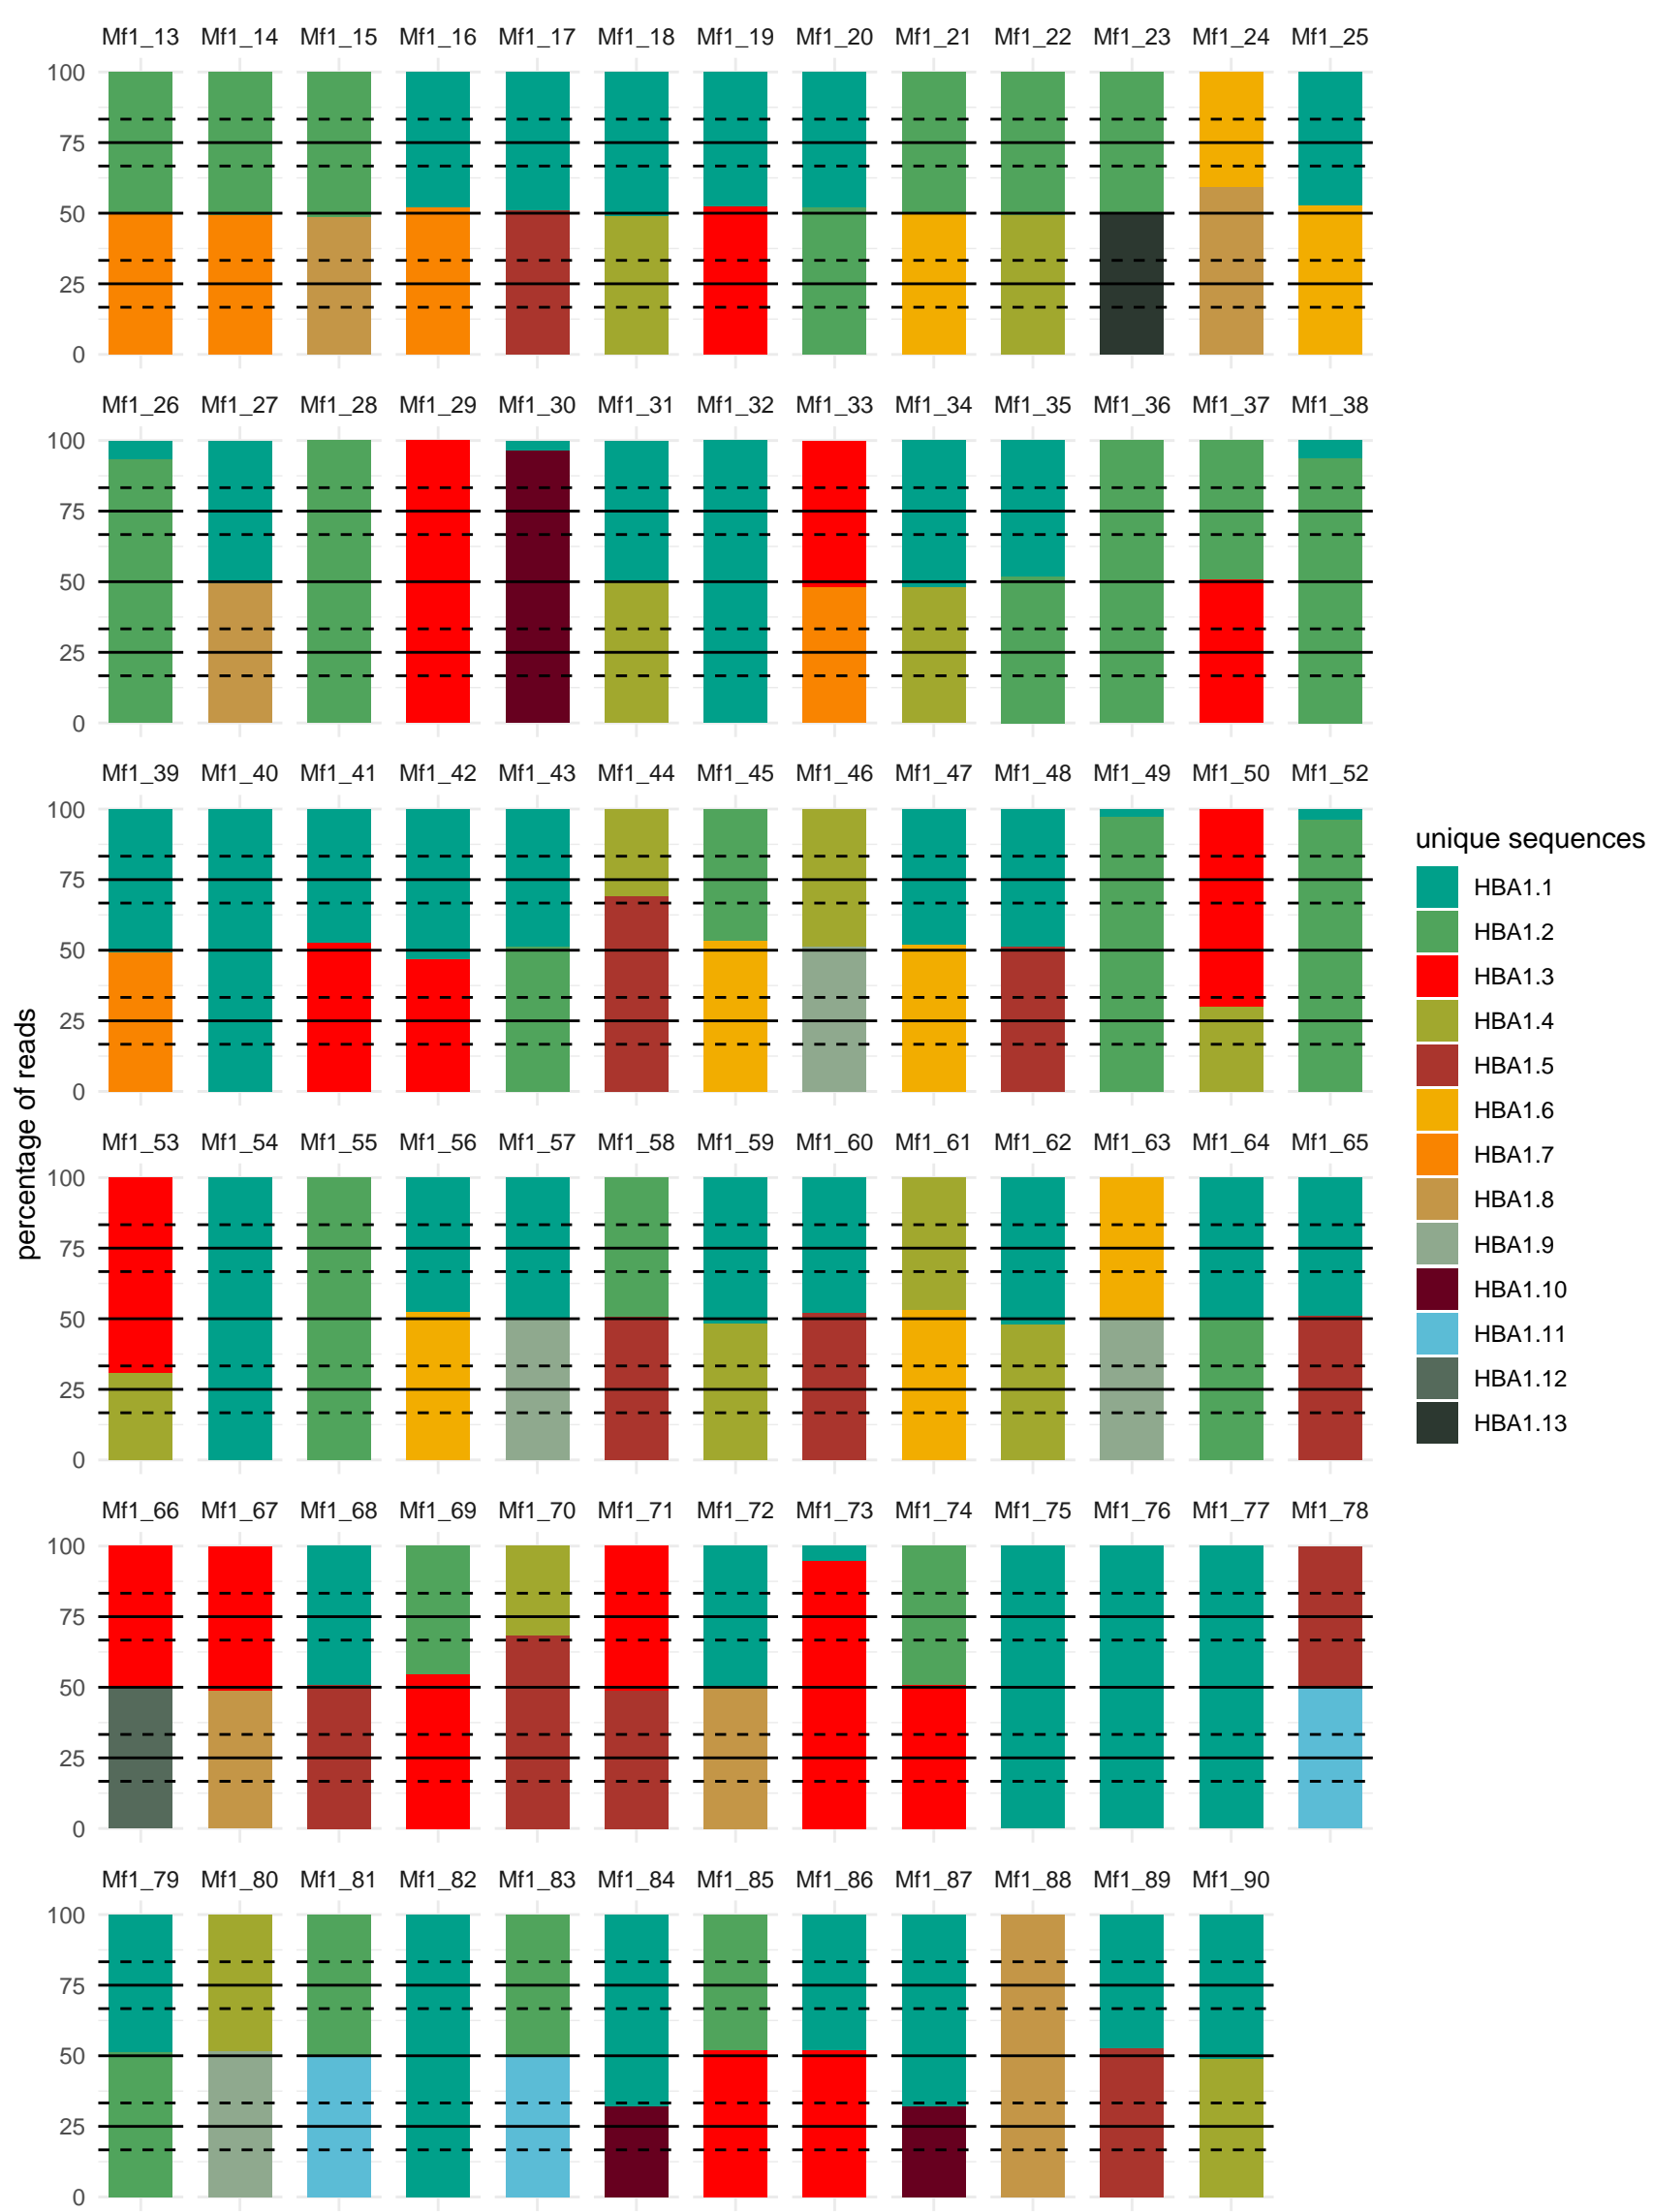 Mf1_13 Mf1_14 Mf1_15 Mf1_16 Mf1_17 Mf1_18 Mf1_19 Mf1_20 Mf1_21 Mf1_22 Mf1_23 Mf1_24 Mf1_25
100
75
50
25
0
Mf1_26 Mf1_27 Mf1_28 Mf1_29 Mf1_30 Mf1_31 Mf1_32 Mf1_33 Mf1_34 Mf1_35 Mf1_36 Mf1_37 Mf1_38
100
75
50
25
0
Mf1_39 Mf1_40 Mf1_41 Mf1_42 Mf1_43 Mf1_44 Mf1_45 Mf1_46 Mf1_47 Mf1_48 Mf1_49 Mf1_50 Mf1_52
100
75
50
25
0
Mf1_53 Mf1_54 Mf1_55 Mf1_56 Mf1_57 Mf1_58 Mf1_59 Mf1_60 Mf1_61 Mf1_62 Mf1_63 Mf1_64 Mf1_65
100
75
50
25
0
Mf1_66 Mf1_67 Mf1_68 Mf1_69 Mf1_70 Mf1_71 Mf1_72 Mf1_73 Mf1_74 Mf1_75 Mf1_76 Mf1_77 Mf1_78
100
75
50
25
0
Mf1_79 Mf1_80 Mf1_81 Mf1_82 Mf1_83 Mf1_84 Mf1_85 Mf1_86 Mf1_87 Mf1_88 Mf1_89 Mf1_90
100
75
50
25
0
percentage of reads
unique sequences
HBA1.1
HBA1.2
HBA1.3
HBA1.4
HBA1.5
HBA1.6
HBA1.7
HBA1.8
HBA1.9
HBA1.10
HBA1.11
HBA1.12
HBA1.13